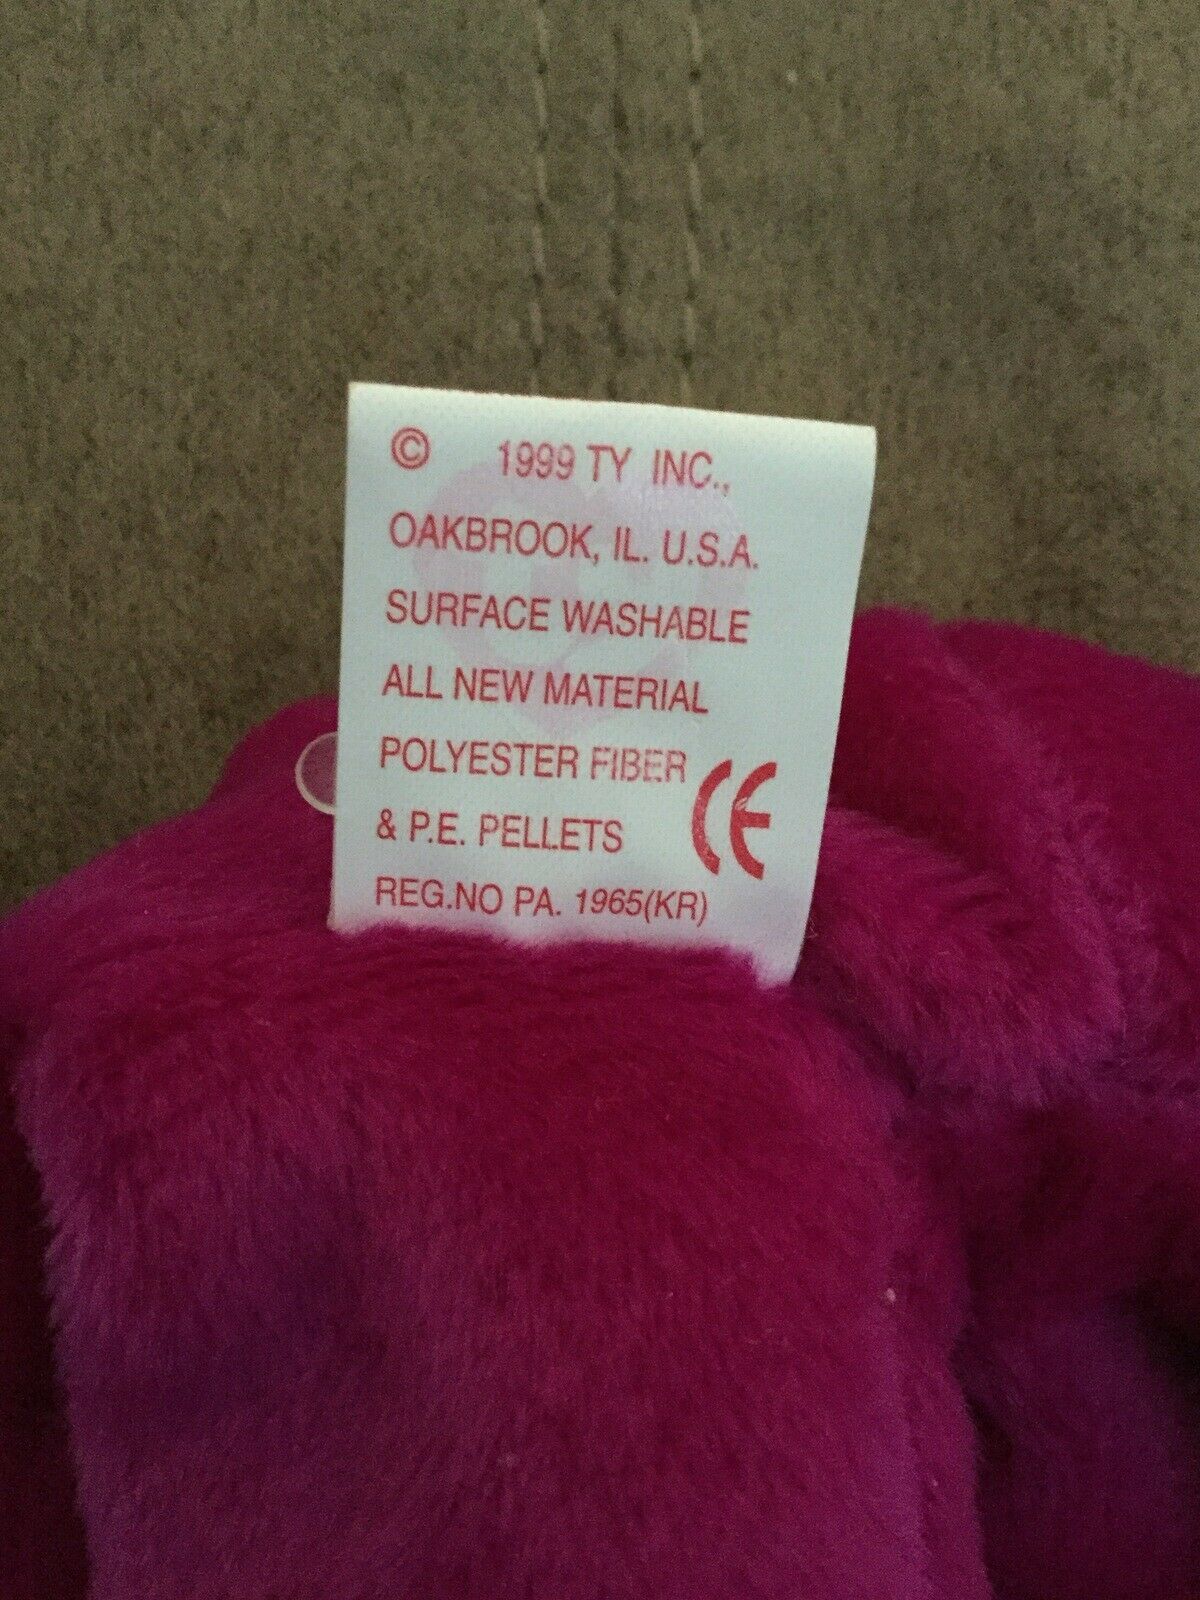 © 1999 TY INC.,
OAKBROOK, IL. U.S.A.
SURFACE WASHABLE
ALL NEW MATERIAL
POLYESTER FIBER
& P.E. PELLETS CE
REG.NO PA. 1965(KR)